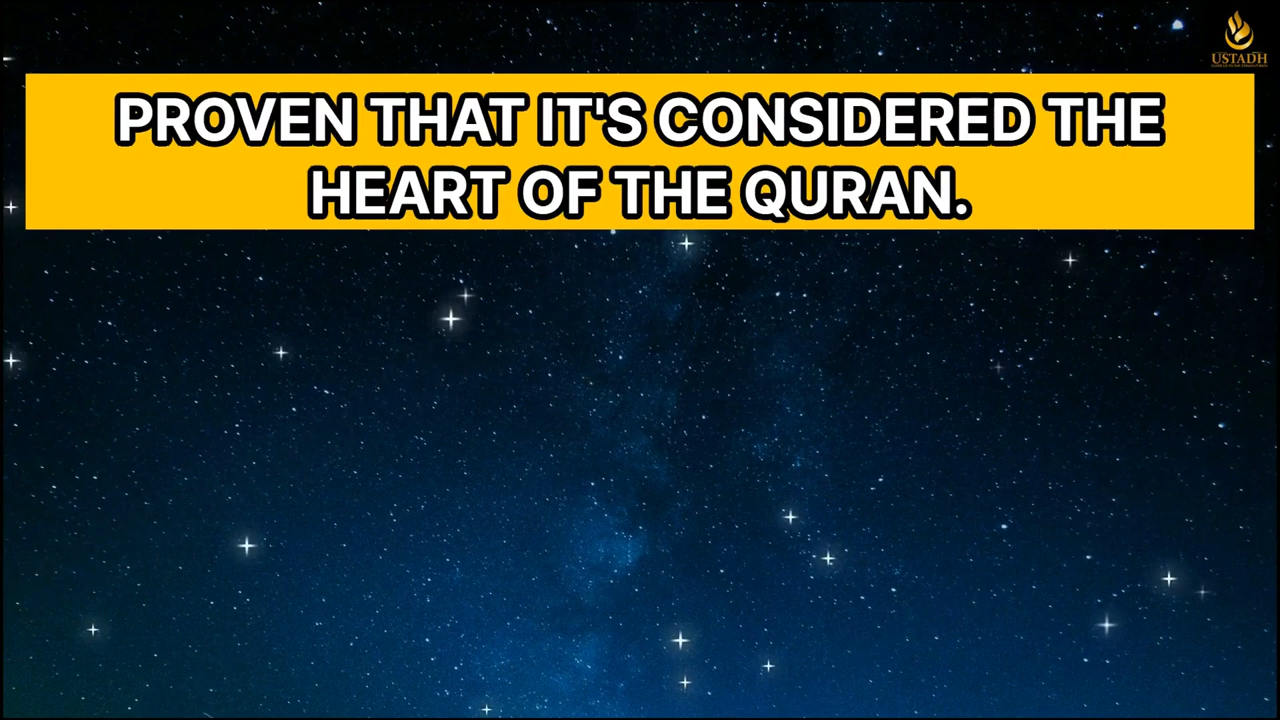 USTADH
PROVEN THAT IT'S CONSIDERED THE
HEART OF THE QURAN.